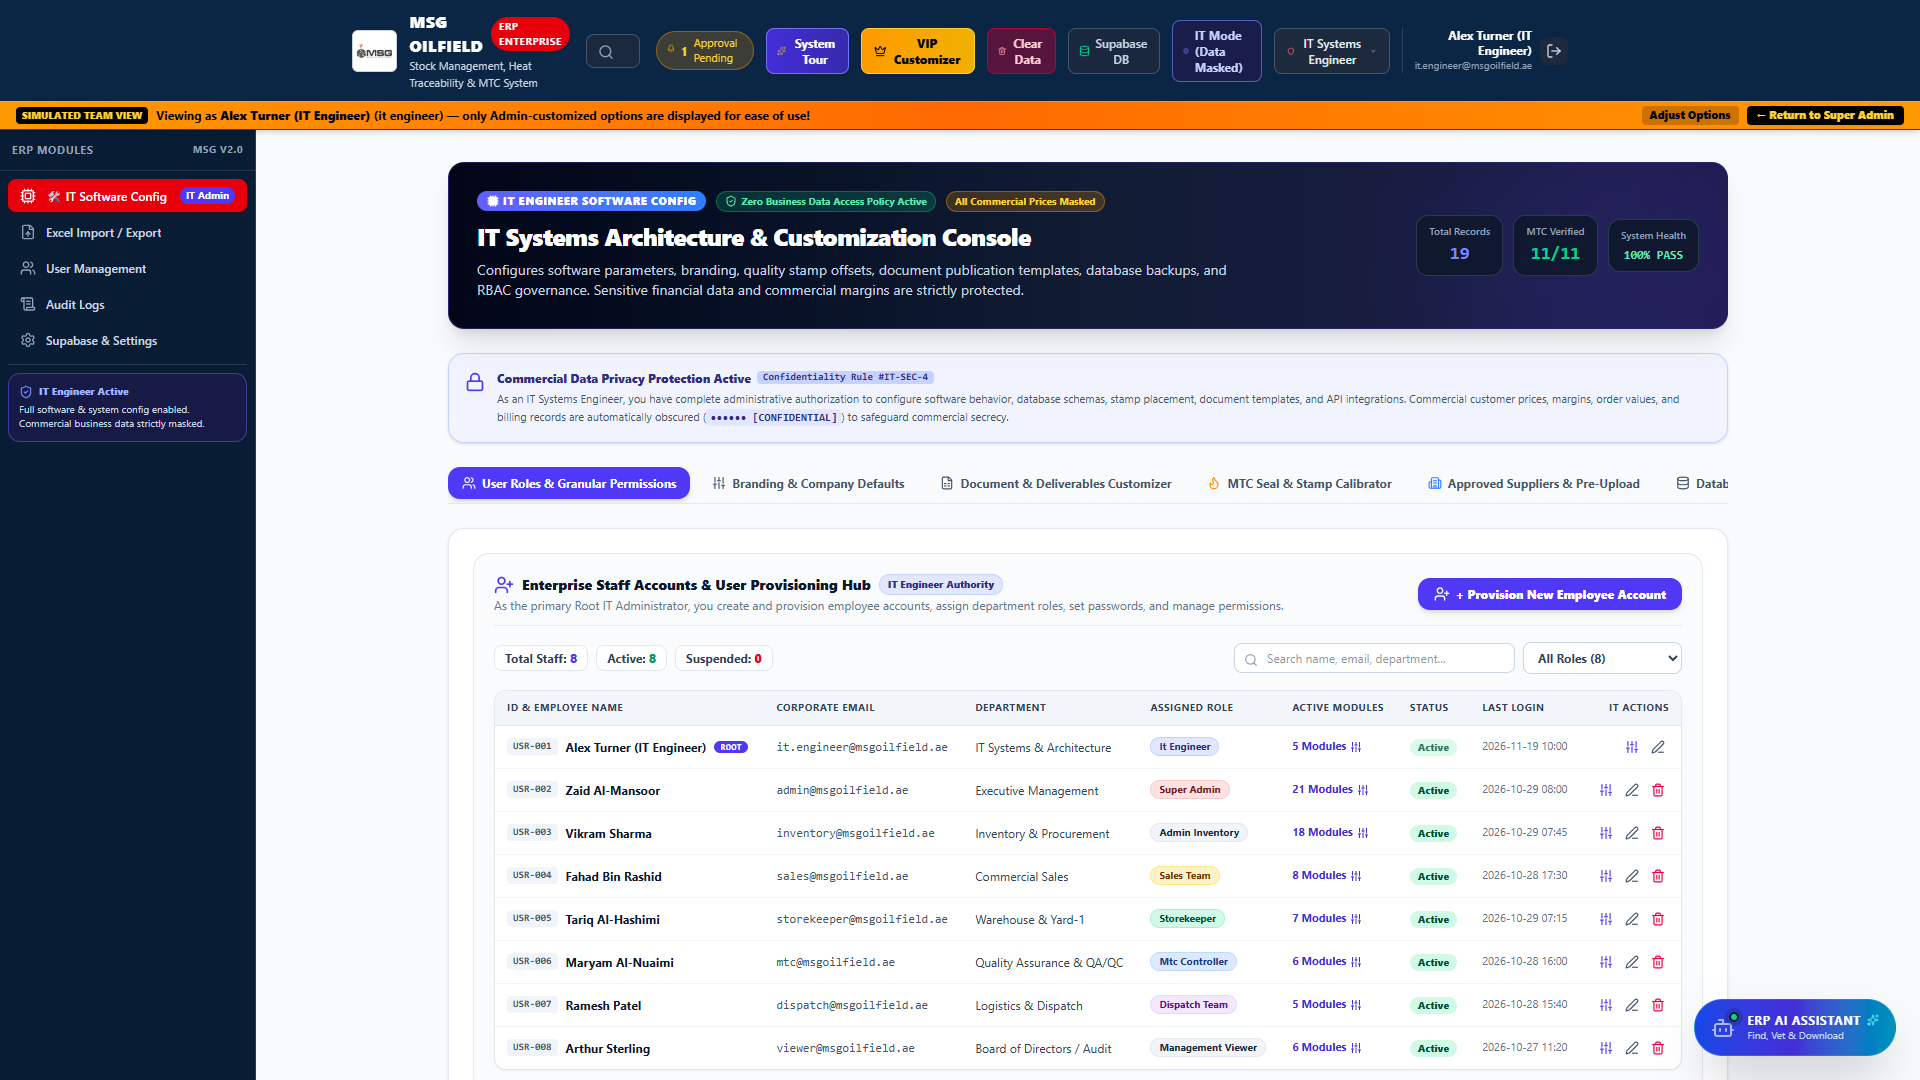 MSG
MSG OILFIELD
ERP ENTERPRISE
Stock Management, Heat Traceability & MTC System
1 Approval Pending
System Tour
VIP Customizer
Clear Data
Supabase DB
IT Mode (Data Masked)
IT Systems Engineer
Alex Turner (IT Engineer)
it.engineer@msgoilfield.ae
SIMULATED TEAM VIEW Viewing as Alex Turner (IT Engineer) (it engineer) — only Admin-customized options are displayed for ease of use!
Adjust Options
← Return to Super Admin
ERP MODULES MSG V2.0
🛠 IT Software Config IT Admin
Excel Import / Export
User Management
Audit Logs
Supabase & Settings
IT Engineer Active
Full software & system config enabled.
Commercial business data strictly masked.
IT ENGINEER SOFTWARE CONFIG Zero Business Data Access Policy Active All Commercial Prices Masked
IT Systems Architecture & Customization Console
Configures software parameters, branding, quality stamp offsets, document publication templates, database backups, and
RBAC governance. Sensitive financial data and commercial margins are strictly protected.
Total Records
19
MTC Verified
11/11
System Health
100% PASS
Commercial Data Privacy Protection Active Confidentiality Rule #IT-SEC-4
As an IT Systems Engineer, you have complete administrative authorization to configure software behavior, database schemas, stamp placement, document templates, and API integrations. Commercial customer prices, margins, order values, and
billing records are automatically obscured ( •••••• [CONFIDENTIAL] ) to safeguard commercial secrecy.
User Roles & Granular Permissions Branding & Company Defaults Document & Deliverables Customizer MTC Seal & Stamp Calibrator Approved Suppliers & Pre-Upload Datab
Enterprise Staff Accounts & User Provisioning Hub IT Engineer Authority
As the primary Root IT Administrator, you create and provision employee accounts, assign department roles, set passwords, and manage permissions.
+ Provision New Employee Account
Total Staff: 8 Active: 8 Suspended: 0
Search name, email, department...
All Roles (8)
ID & EMPLOYEE NAME CORPORATE EMAIL DEPARTMENT ASSIGNED ROLE ACTIVE MODULES STATUS LAST LOGIN IT ACTIONS
USR-001 Alex Turner (IT Engineer) ROOT it.engineer@msgoilfield.ae IT Systems & Architecture It Engineer 5 Modules Active 2026-11-19 10:00
USR-002 Zaid Al-Mansoor admin@msgoilfield.ae Executive Management Super Admin 21 Modules Active 2026-10-29 08:00
USR-003 Vikram Sharma inventory@msgoilfield.ae Inventory & Procurement Admin Inventory 18 Modules Active 2026-10-29 07:45
USR-004 Fahad Bin Rashid sales@msgoilfield.ae Commercial Sales Sales Team 8 Modules Active 2026-10-28 17:30
USR-005 Tariq Al-Hashimi storekeeper@msgoilfield.ae Warehouse & Yard-1 Storekeeper 7 Modules Active 2026-10-29 07:15
USR-006 Maryam Al-Nuaimi mtc@msgoilfield.ae Quality Assurance & QA/QC Mtc Controller 6 Modules Active 2026-10-28 16:00
USR-007 Ramesh Patel dispatch@msgoilfield.ae Logistics & Dispatch Dispatch Team 5 Modules Active 2026-10-28 15:40
USR-008 Arthur Sterling viewer@msgoilfield.ae Board of Directors / Audit Management Viewer 6 Modules Active 2026-10-27 11:20
ERP AI ASSISTANT
Find, Vet & Download